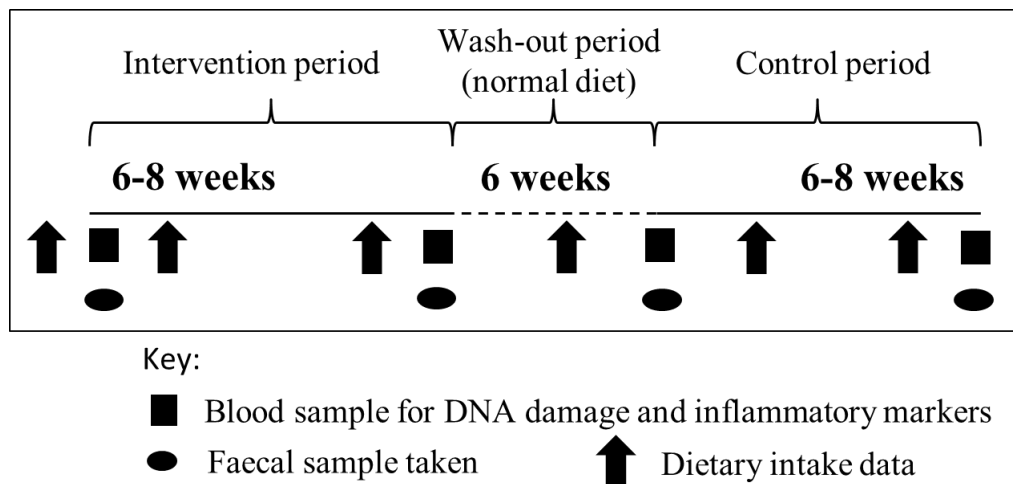 Intervention period
Wash-out period
(normal diet)
Control period
6-8 weeks
6 weeks
6-8 weeks
Key:
Blood sample for DNA damage and inflammatory markers
Faecal sample taken
Dietary intake data